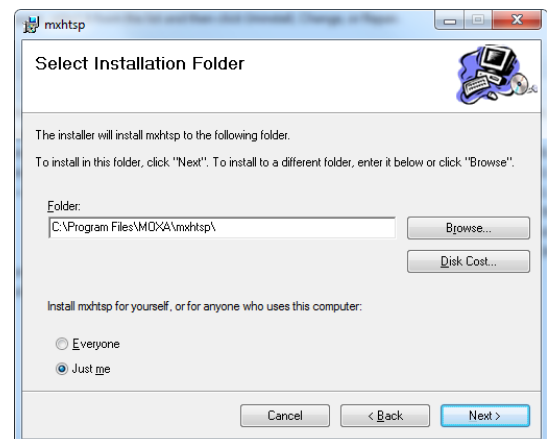 mxhtsp
Select Installation Folder
The installer will install mxhtsp to the following folder.
To install in this folder, click "Next". To install to a different folder, enter it below or click "Browse".
Folder:
C:\Program Files\MOXA\mxhtsp\
Browse...
Disk Cost...
Install mxhtsp for yourself, or for anyone who uses this computer:
Everyone
Just me
Cancel
< Back
Next >